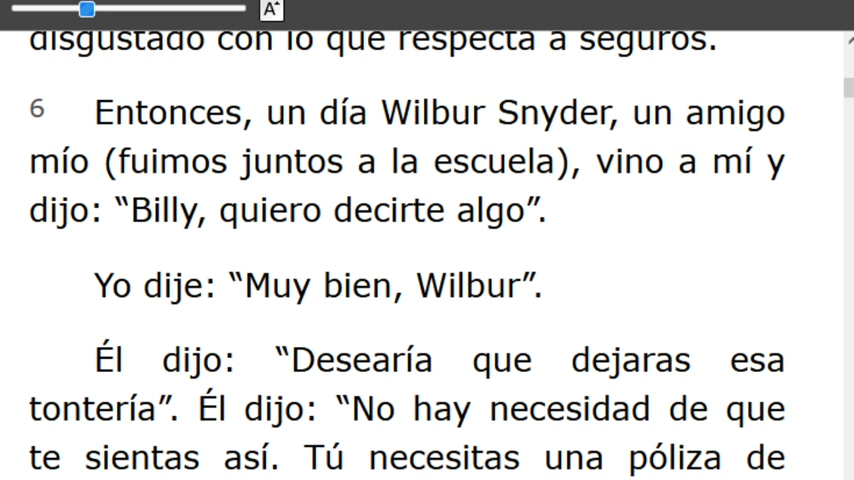 A
disgustado con lo que respecta a seguros.
6 Entonces, un día Wilbur Snyder, un amigo
mío (fuimos juntos a la escuela), vino a mí y
dijo: “Billy, quiero decirte algo”.
Yo dije: “Muy bien, Wilbur”.
Él dijo: “Desearía que dejaras esa
tontería”. Él dijo: “No hay necesidad de que
te sientas así. Tú necesitas una póliza de